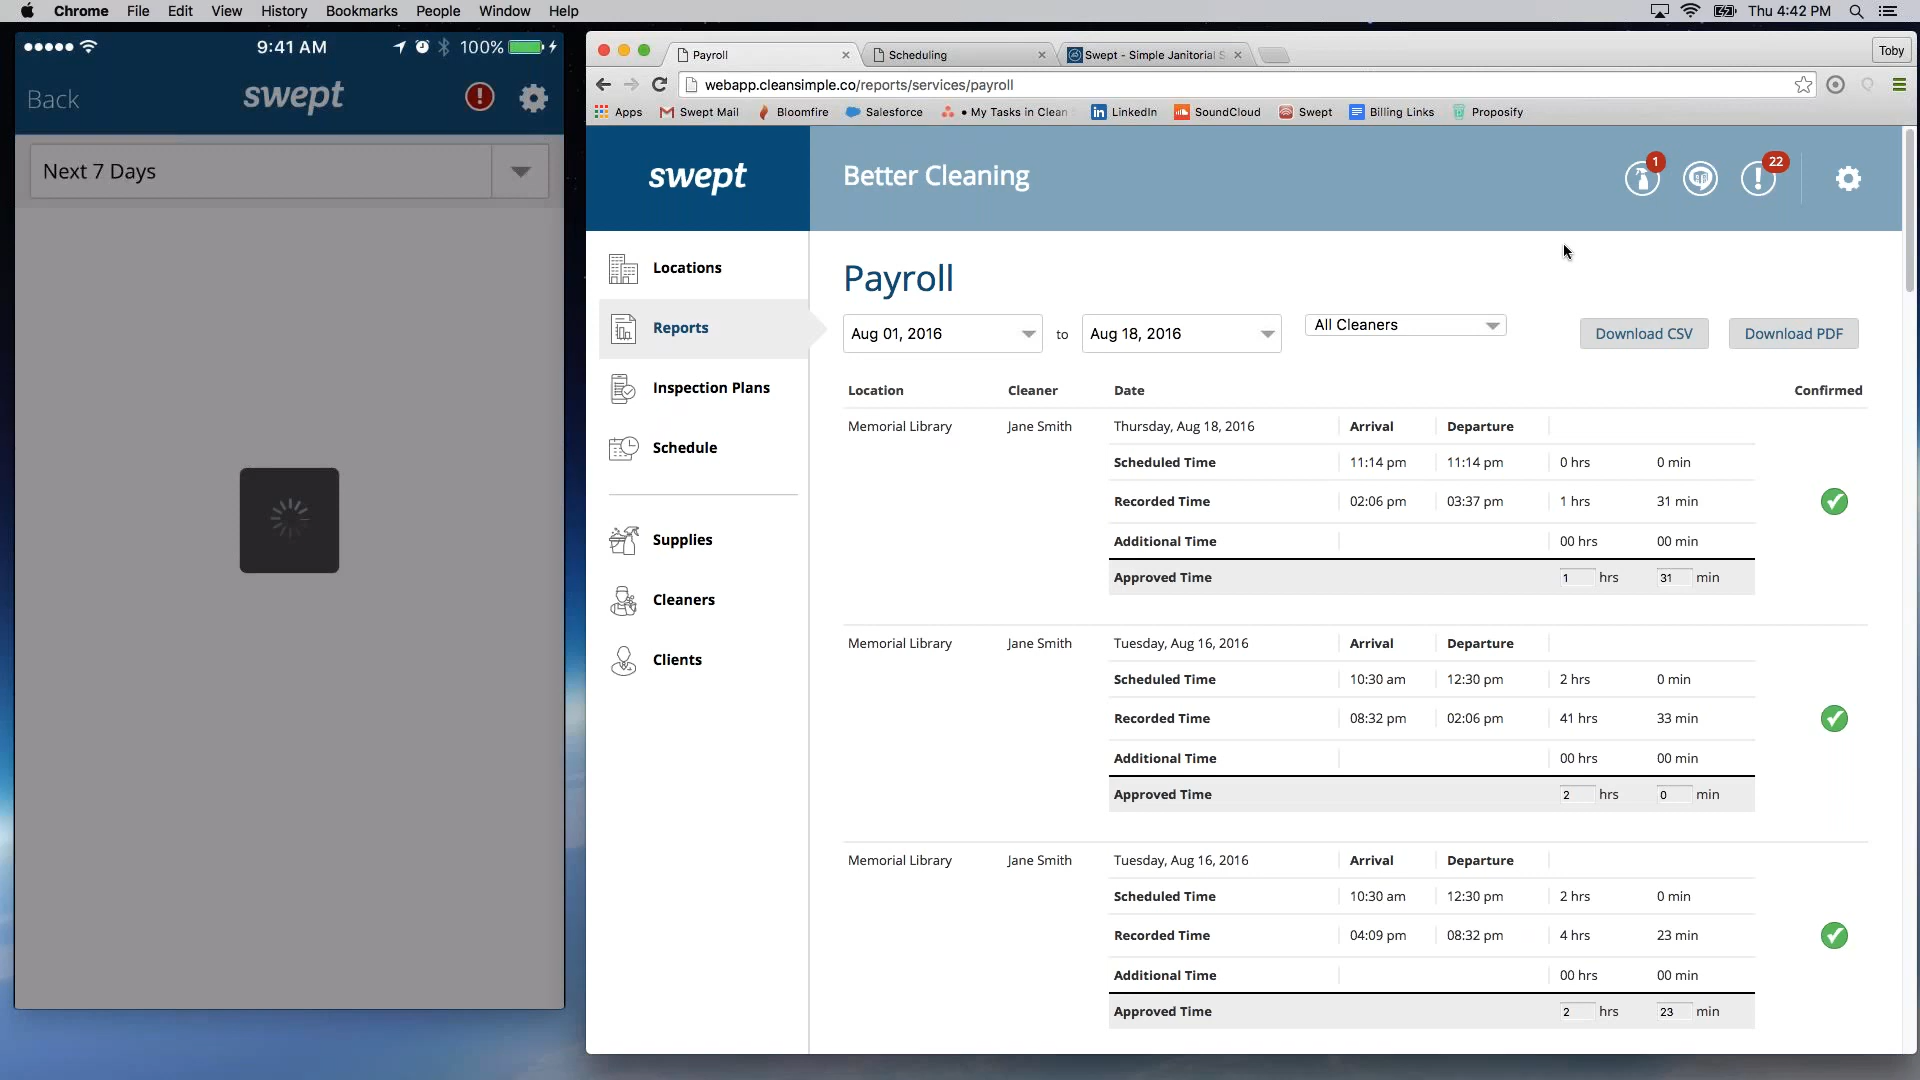 Chrome File Edit View History Bookmarks People Window Help Thu 4:42 PM
9:41 AM 100%
Back swept !
Next 7 Days
Payroll Scheduling Swept - Simple Janitorial S Toby
webapp.cleansimple.co/reports/services/payroll
Apps Swept Mail Bloomfire Salesforce • My Tasks in Clean LinkedIn SoundCloud Swept Billing Links Proposify
swept Better Cleaning 1 22
Locations
Reports
Inspection Plans
Schedule
Supplies
Cleaners
Clients
Payroll
Aug 01, 2016 to Aug 18, 2016 All Cleaners Download CSV Download PDF
Location Cleaner Date Confirmed
Memorial Library Jane Smith Thursday, Aug 18, 2016 Arrival Departure
Scheduled Time 11:14 pm 11:14 pm 0 hrs 0 min
Recorded Time 02:06 pm 03:37 pm 1 hrs 31 min
Additional Time 00 hrs 00 min
Approved Time 1 hrs 31 min
Memorial Library Jane Smith Tuesday, Aug 16, 2016 Arrival Departure
Scheduled Time 10:30 am 12:30 pm 2 hrs 0 min
Recorded Time 08:32 pm 02:06 pm 41 hrs 33 min
Additional Time 00 hrs 00 min
Approved Time 2 hrs 0 min
Memorial Library Jane Smith Tuesday, Aug 16, 2016 Arrival Departure
Scheduled Time 10:30 am 12:30 pm 2 hrs 0 min
Recorded Time 04:09 pm 08:32 pm 4 hrs 23 min
Additional Time 00 hrs 00 min
Approved Time 2 hrs 23 min